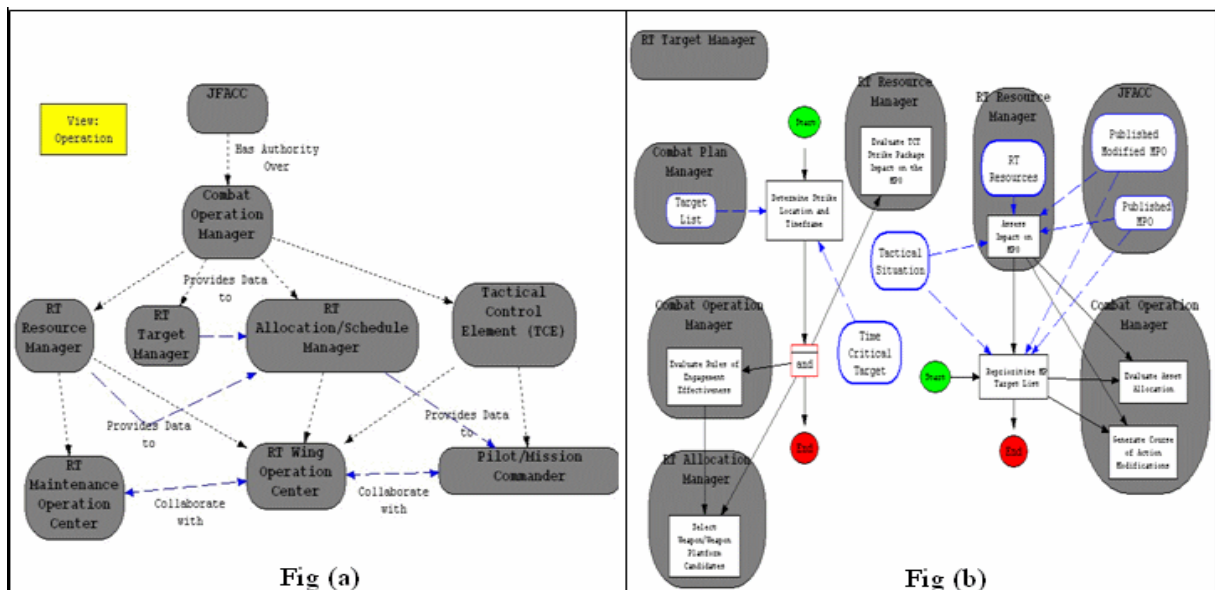 JFACC
View:
Operation
Has Authority
Over
Combat
Operation
Manager
Provides Data
to
RT
Resource
Manager
RT
Target
Manager
RT
Allocation/Schedule
Manager
Tactical
Control
Element (TCE)
Provides Data
to
Provides Data
to
RT
Maintenance
Operation
Center
Collaborate
with
RT Wing
Operation
Center
Collaborate
with
Pilot/Mission
Commander
Fig (a)
RT Target Manager
Start
RT Resource
Manager
Evaluate TCT
Strike Package
Impact on the
MPO
Combat Plan
Manager
Target
List
Determine Strike
Location and
Timeframe
Combat Operation
Manager
Evaluate Rules of
Engagement
Effectiveness
and
Time
Critical
Target
End
RT Allocation
Manager
Select
Weapon/Weapon
Platform
Candidates
RT Resource
Manager
RT
Resources
Assess
Impact on
MPO
JFACC
Published
Modified MPO
Published
MPO
Tactical
Situation
Start
Reprioritize
Target List
End
Combat Operation
Manager
Evaluate Asset
Allocation
Generate Course
of Action
Modifications
Fig (b)